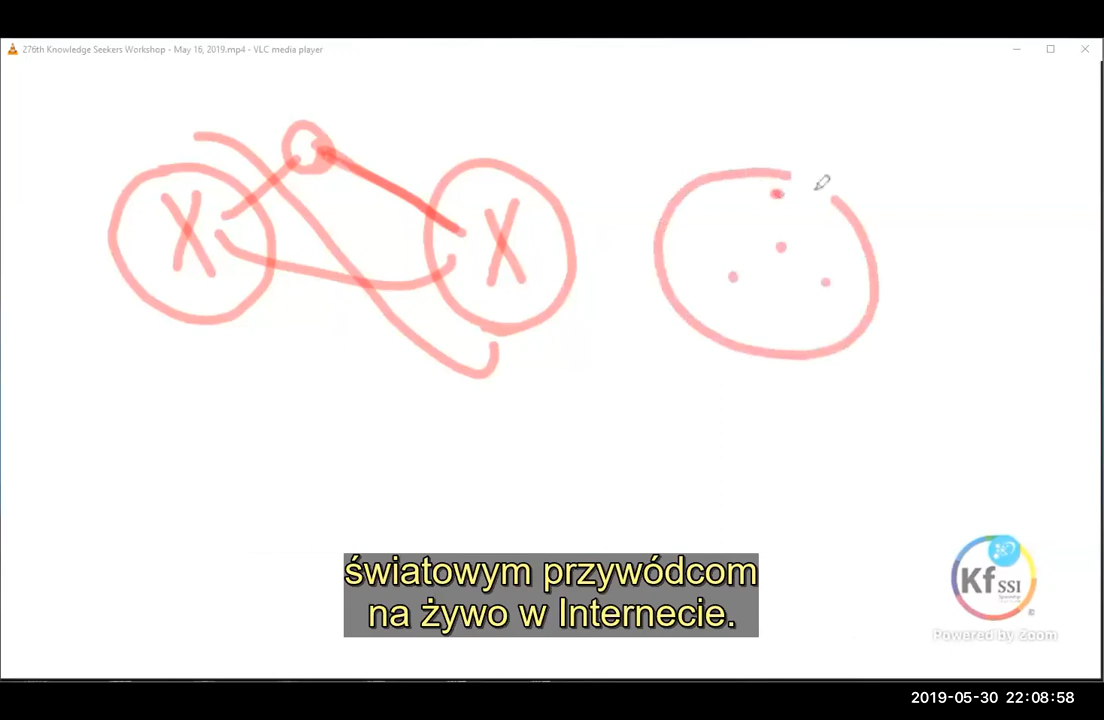 276th Knowledge Seekers Workshop - May 16, 2019.mp4 - VLC media player
X
X
światowym przywódcom
na żywo w Internecie.
Kf SSI
Powered by Zoom
2019-05-30 22:08:58